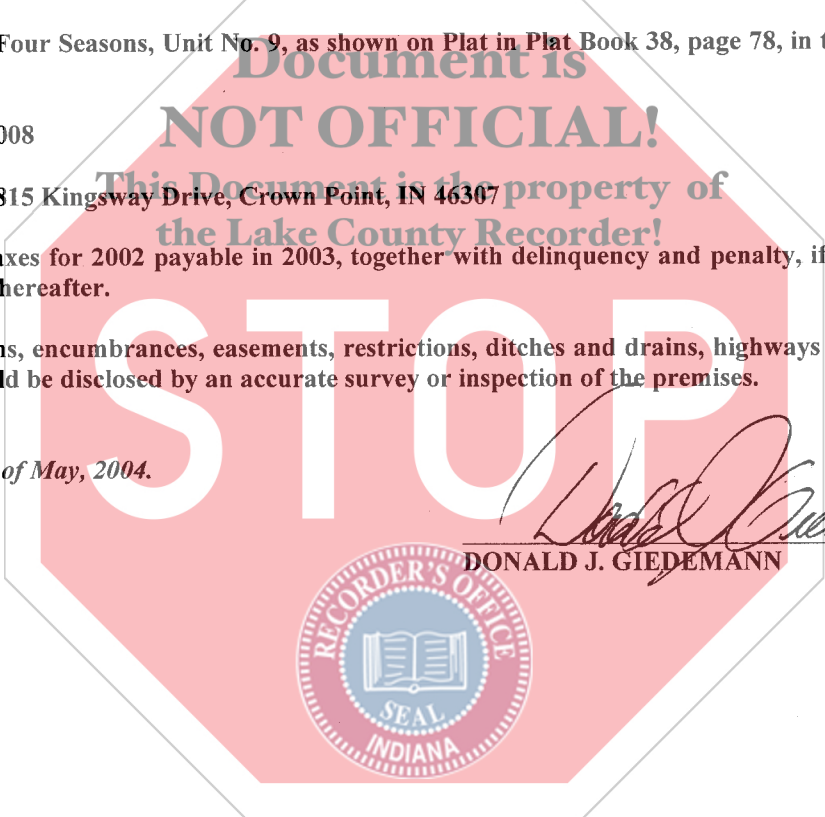 Four Seasons, Unit No. 9, as shown on Plat in Plat Book 38, page 78, in
Document is
NOT OFFICIAL!
008
This Document is the property of
815 Kingsway Drive, Crown Point, IN 46307
the Lake County Recorder!
axes for 2002 payable in 2003, together with delinquency and penalty, if
hereafter.
STOP
ns, encumbrances, easements, restrictions, ditches and drains, highways
ld be disclosed by an accurate survey or inspection of the premises.
of May, 2004.
DONALD J. GIEDEMANN
RECORDER'S OFFICE
SEAL
INDIANA